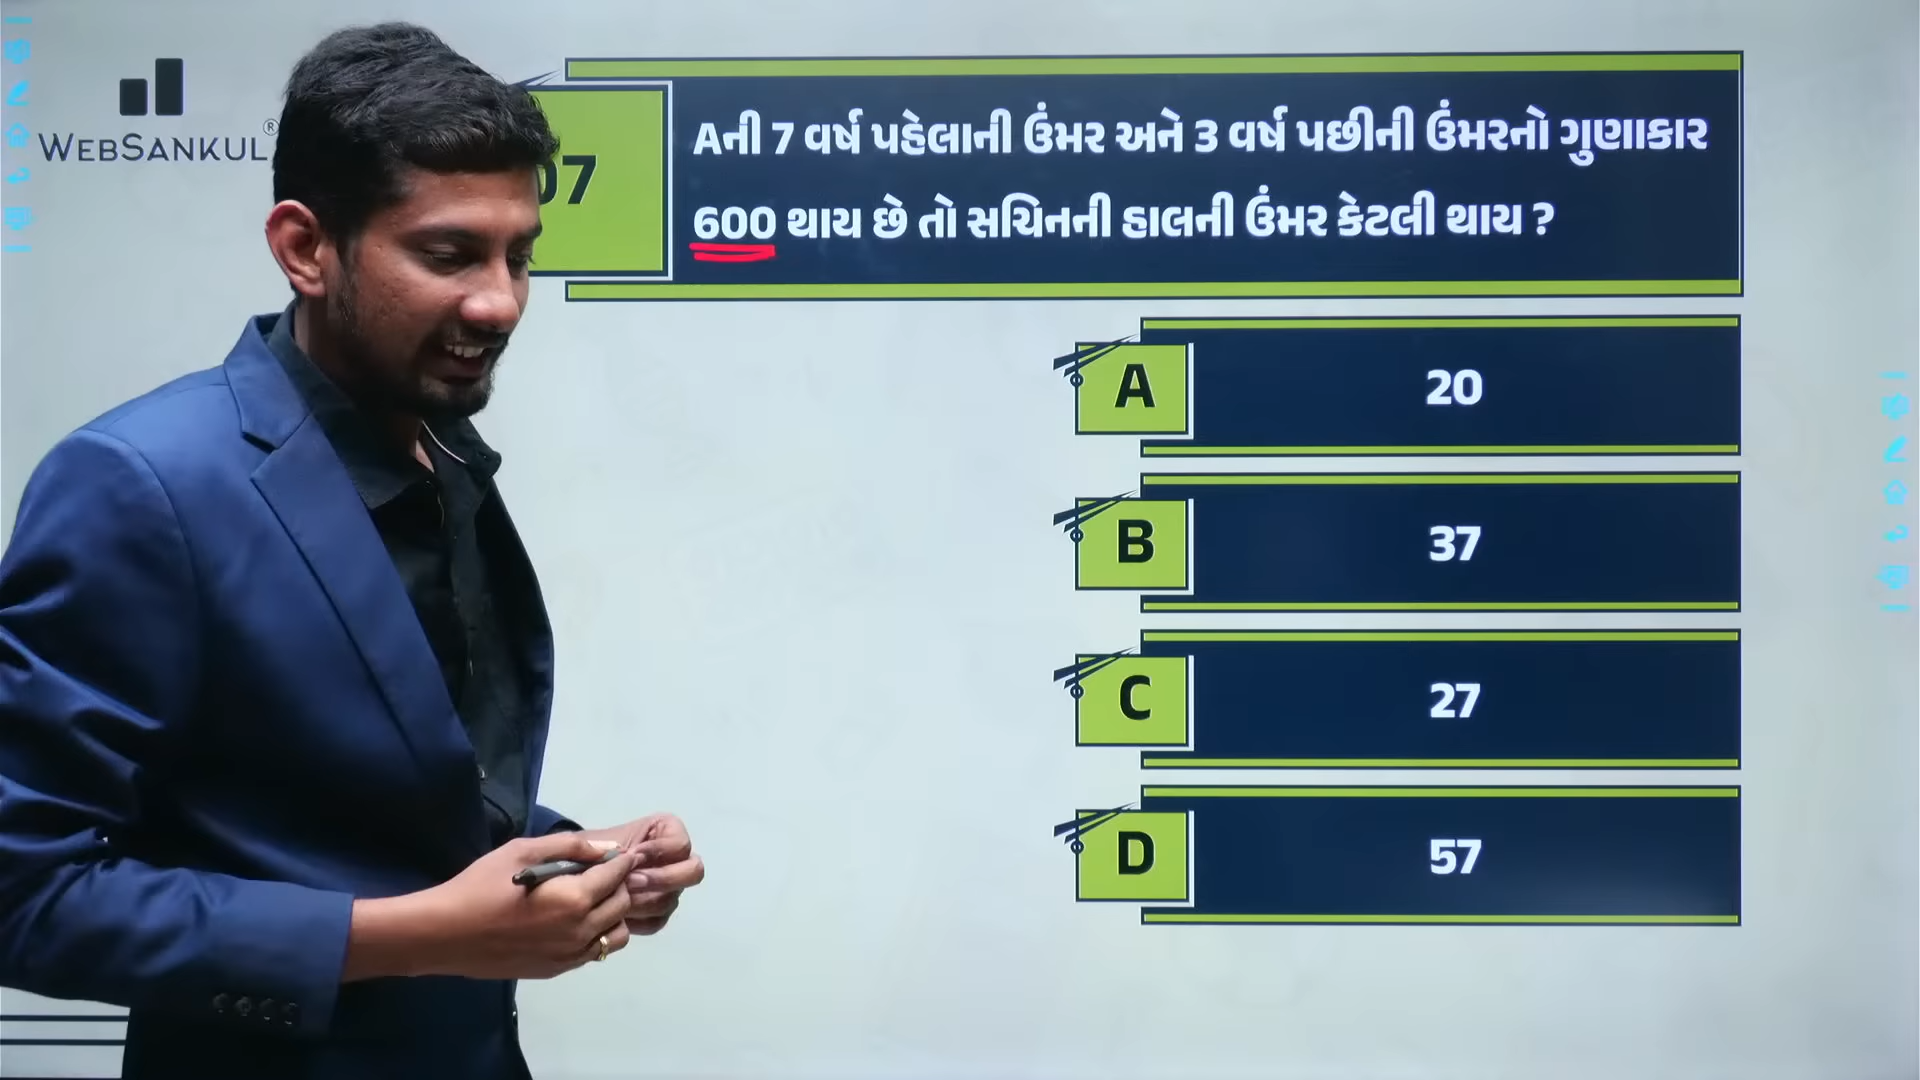 WEBSANKUL®
07
Aની 7 વર્ષ પહેલાની ઉંમર અને 3 વર્ષ પછીની ઉંમરનો ગુણાકાર
600 થાય છે તો સચિનની હાલની ઉંમર કેટલી થાય ?
A 20
B 37
C 27
D 57